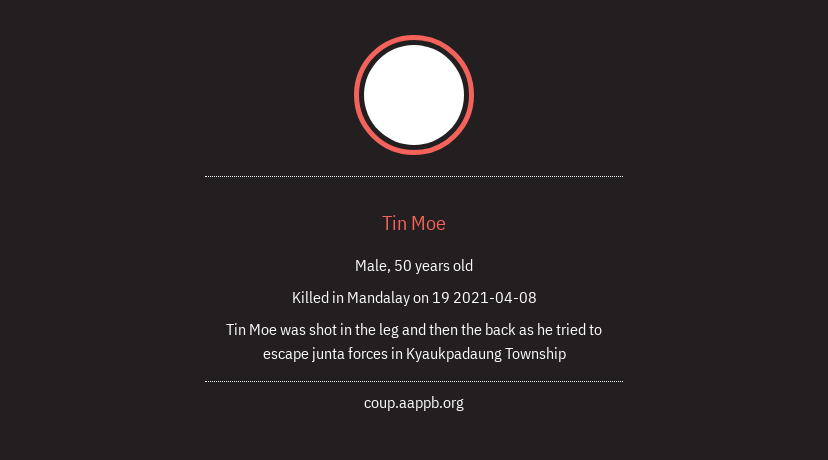 Tin Moe
Male, 50 years old
Killed in Mandalay on 19 2021-04-08
Tin Moe was shot in the leg and then the back as he tried to
escape junta forces in Kyaukpadaung Township
coup.aappb.org